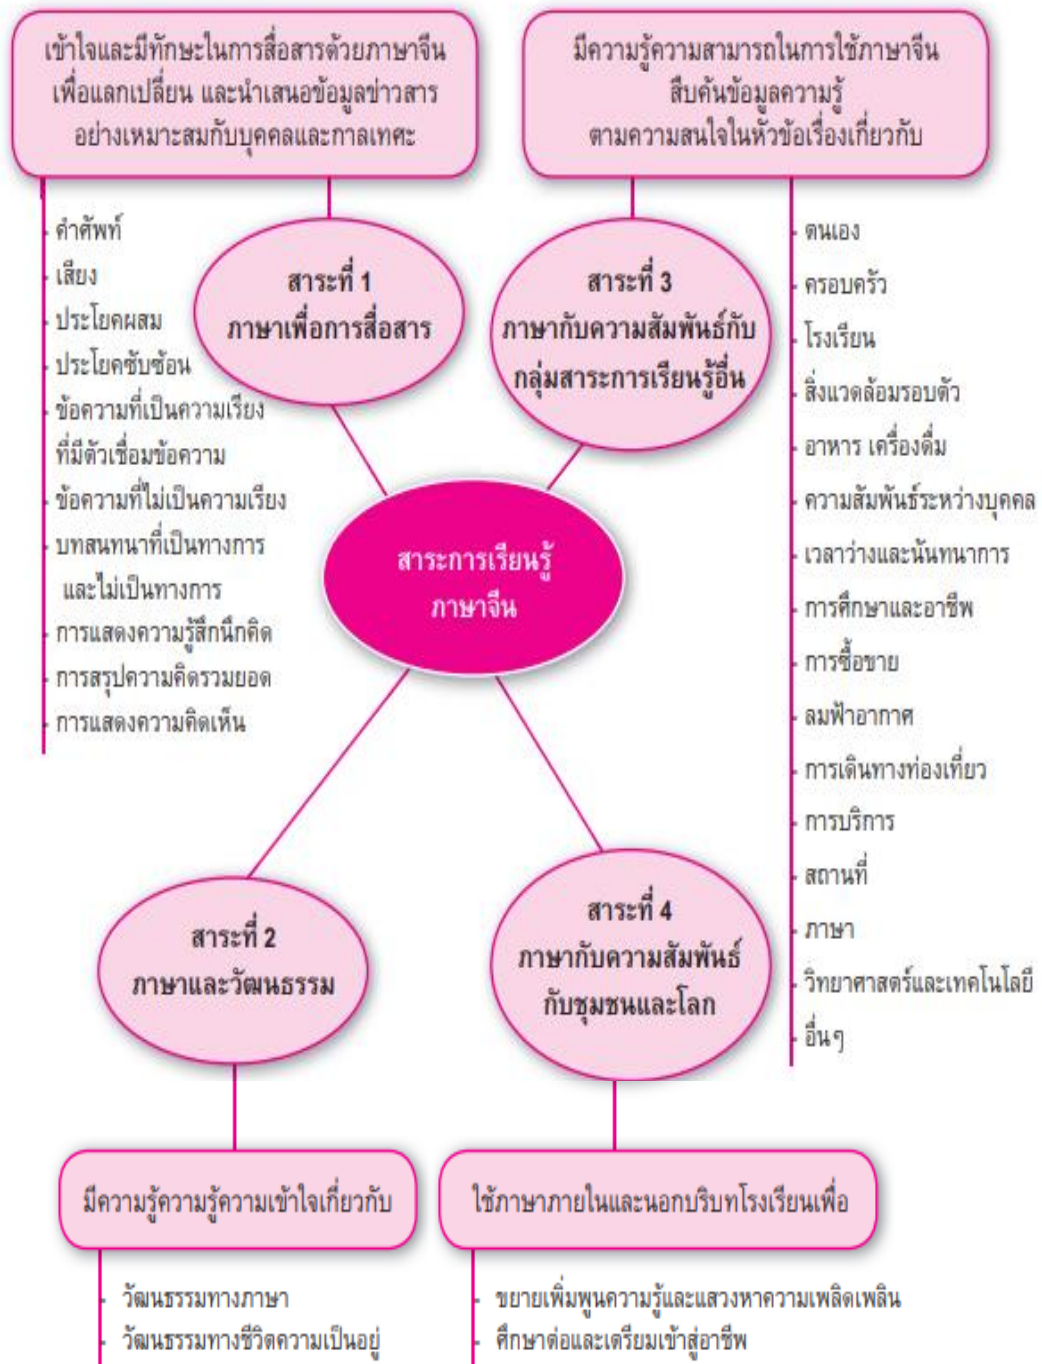 เข้าใจและมีทักษะในการสื่อสารด้วยภาษาจีน
เพื่อแลกเปลี่ยน และนำเสนอข้อมูลข่าวสาร
อย่างเหมาะสมกับบุคคลและกาลเทศะ
สาระที่ 1
ภาษาเพื่อการสื่อสาร
- คำศัพท์
- เสียง
- ประโยคผสม
- ประโยคซับซ้อน
- ข้อความที่เป็นความเรียง
ที่มีตัวเชื่อมข้อความ
- ข้อความที่ไม่เป็นความเรียง
- บทสนทนาที่เป็นทางการ
และไม่เป็นทางการ
- การแสดงความรู้สึกนึกคิด
- การสรุปความคิดรวมยอด
- การแสดงความคิดเห็น
มีความรู้ความสามารถในการใช้ภาษาจีน
สืบค้นข้อมูลความรู้
ตามความสนใจในหัวข้อเรื่องเกี่ยวกับ
สาระที่ 3
ภาษากับความสัมพันธ์กับ
กลุ่มสาระการเรียนรู้อื่น
- ตนเอง
- ครอบครัว
- โรงเรียน
- สิ่งแวดล้อมรอบตัว
- อาหาร เครื่องดื่ม
- ความสัมพันธ์ระหว่างบุคคล
- เวลาว่างและนันทนาการ
- การศึกษาและอาชีพ
- การซื้อขาย
- ลมฟ้าอากาศ
- การเดินทางท่องเที่ยว
- การบริการ
- สถานที่
- ภาษา
- วิทยาศาสตร์และเทคโนโลยี
- อื่นๆ
สาระการเรียนรู้
ภาษาจีน
สาระที่ 2
ภาษาและวัฒนธรรม
มีความรู้ความรู้ความเข้าใจเกี่ยวกับ
- วัฒนธรรมทางภาษา
- วัฒนธรรมทางชีวิตความเป็นอยู่
สาระที่ 4
ภาษากับความสัมพันธ์
กับชุมชนและโลก
ใช้ภาษาภายในและนอกบริบทโรงเรียนเพื่อ
- ขยายเพิ่มพูนความรู้และแสวงหาความเพลิดเพลิน
- ศึกษาต่อและเตรียมเข้าสู่อาชีพ